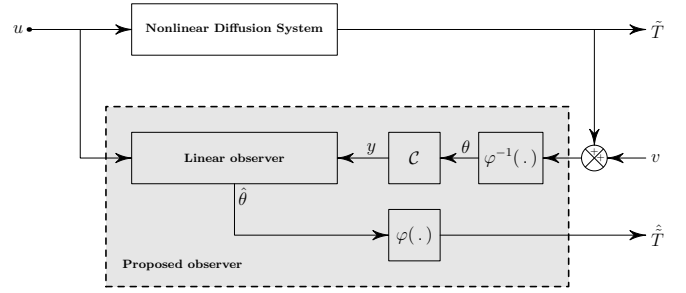 u
Nonlinear Diffusion System
T̃
Linear observer
y
𝒞
θ
φ⁻¹(.)
+
+
v
θ̂
φ(.)
T̃̂
Proposed observer